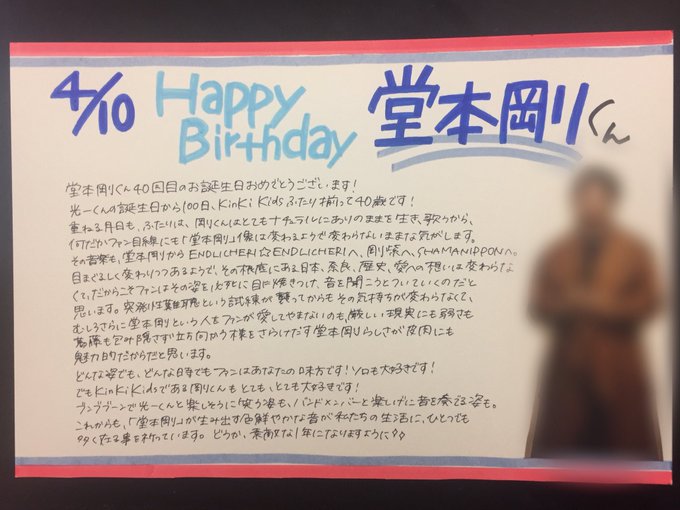 4/10 Happy Birthday 堂本剛くん
堂本剛くん40回目のお誕生日おめでとうございます!
光一くんの誕生日から100日、KinKi Kidsふたり揃って40歳です!
重ねる月日も、ふたりは、剛くんはとてもナチュラルにありのままを生き、歌うから、
何だかファン目線にも「堂本剛」像は変わるようで変わらないままな気がします。
その音楽も、堂本剛からENDLICHERI☆ENDLICHERIへ、剛紫へ、SHAMANIPPONへ。
目まぐるしく変わりつつあるようで、その根底にある日本、奈良、歴史、愛への想いは変わらな
くて。だからこそファンはその姿を必死に目に焼きつけ、音を聞こうとついていくのだと
思います。突発性難聴という試練が襲ってからもその気持ちが変わらなくて、
むしろさらに堂本剛という人をファンが愛してやまないのも、厳しい現実にも弱さも
葛藤も包み隠さず立ち向かう様をさらけだす堂本剛らしさが皮肉にも
魅力的だからだと思います。
どんな姿でも、どんな日でもファンはあなたの味方です!ソロも大好きです!
でもKinKi Kidsである剛くんもとても、とても大好きです!
ブンブブーンで光一くんと楽しそうに笑う姿も、バンドメンバーと楽しげに音を奏でる姿も。
これからも、「堂本剛」が生み出す色鮮やかな音が私たちの生活に、ひとつでも
多く在る事を祈っています。どうか、素敵な1年になりますように